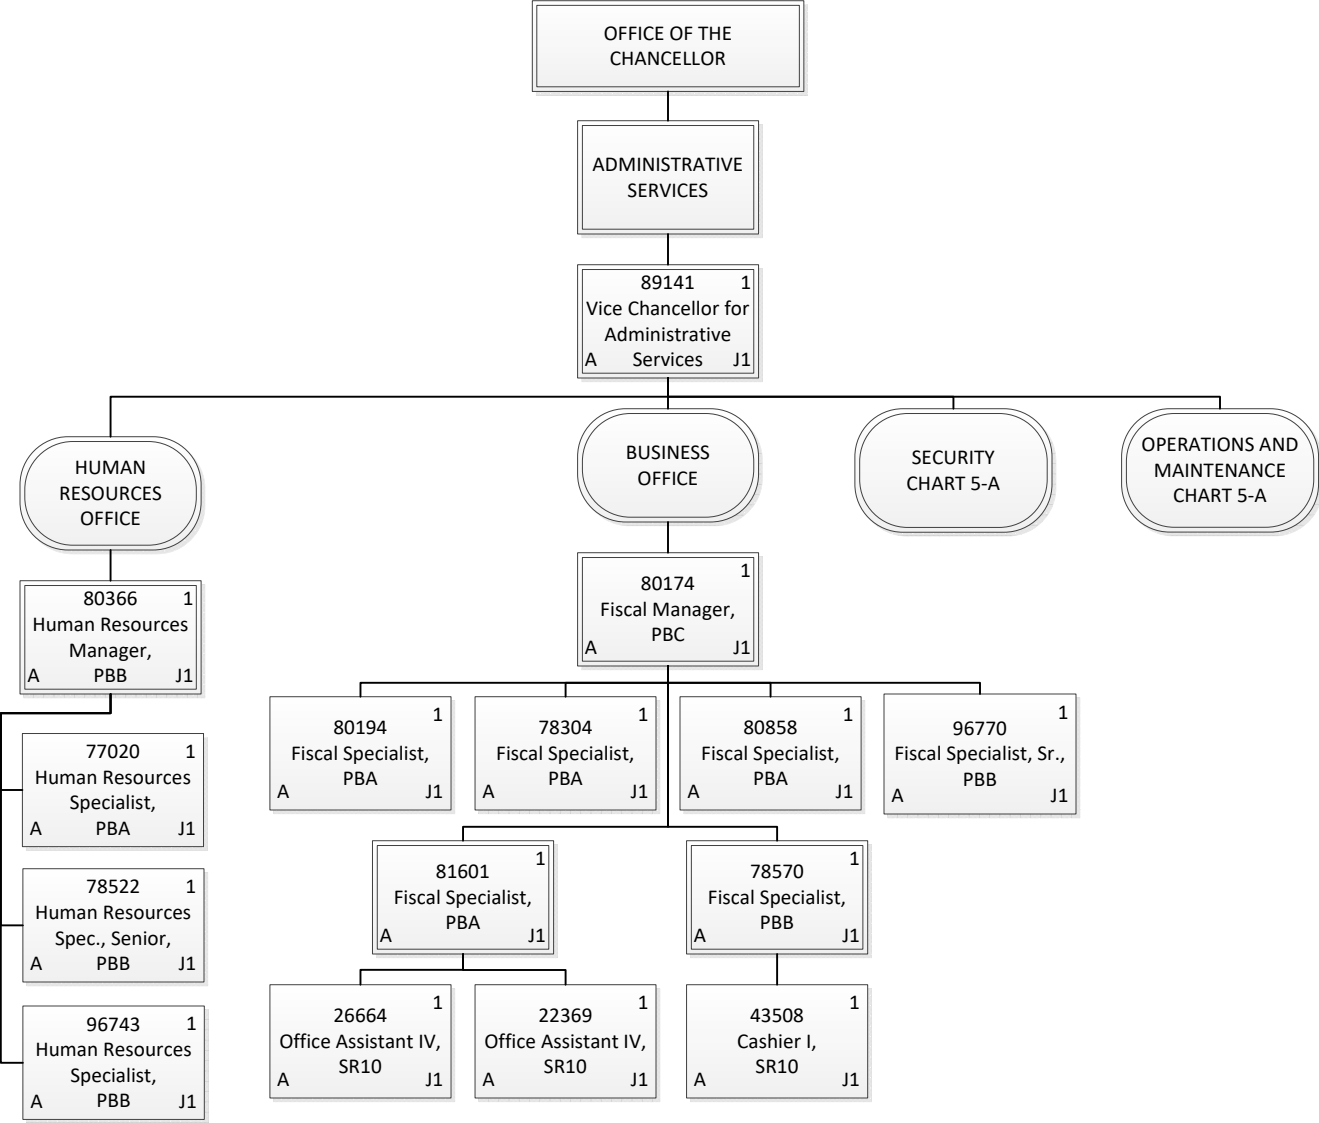 OFFICE OF THE
CHANCELLOR
ADMINISTRATIVE
SERVICES
89141 1
Vice Chancellor for
Administrative
A Services J1
HUMAN
RESOURCES
OFFICE
BUSINESS
OFFICE
SECURITY
CHART 5-A
OPERATIONS AND
MAINTENANCE
CHART 5-A
80366 1
Human Resources
Manager,
A PBB J1
77020 1
Human Resources
Specialist,
A PBA J1
78522 1
Human Resources
Spec., Senior,
A PBB J1
96743 1
Human Resources
Specialist,
A PBB J1
1
80174
Fiscal Manager,
PBC
A J1
1
80194
Fiscal Specialist,
PBA
A J1
1
78304
Fiscal Specialist,
PBA
A J1
1
80858
Fiscal Specialist,
PBA
A J1
1
96770
Fiscal Specialist, Sr.,
PBB
A J1
1
81601
Fiscal Specialist,
PBA
A J1
1
78570
Fiscal Specialist,
PBB
A J1
1
26664
Office Assistant IV,
SR10
A J1
1
22369
Office Assistant IV,
SR10
A J1
1
43508
Cashier I,
SR10
A J1